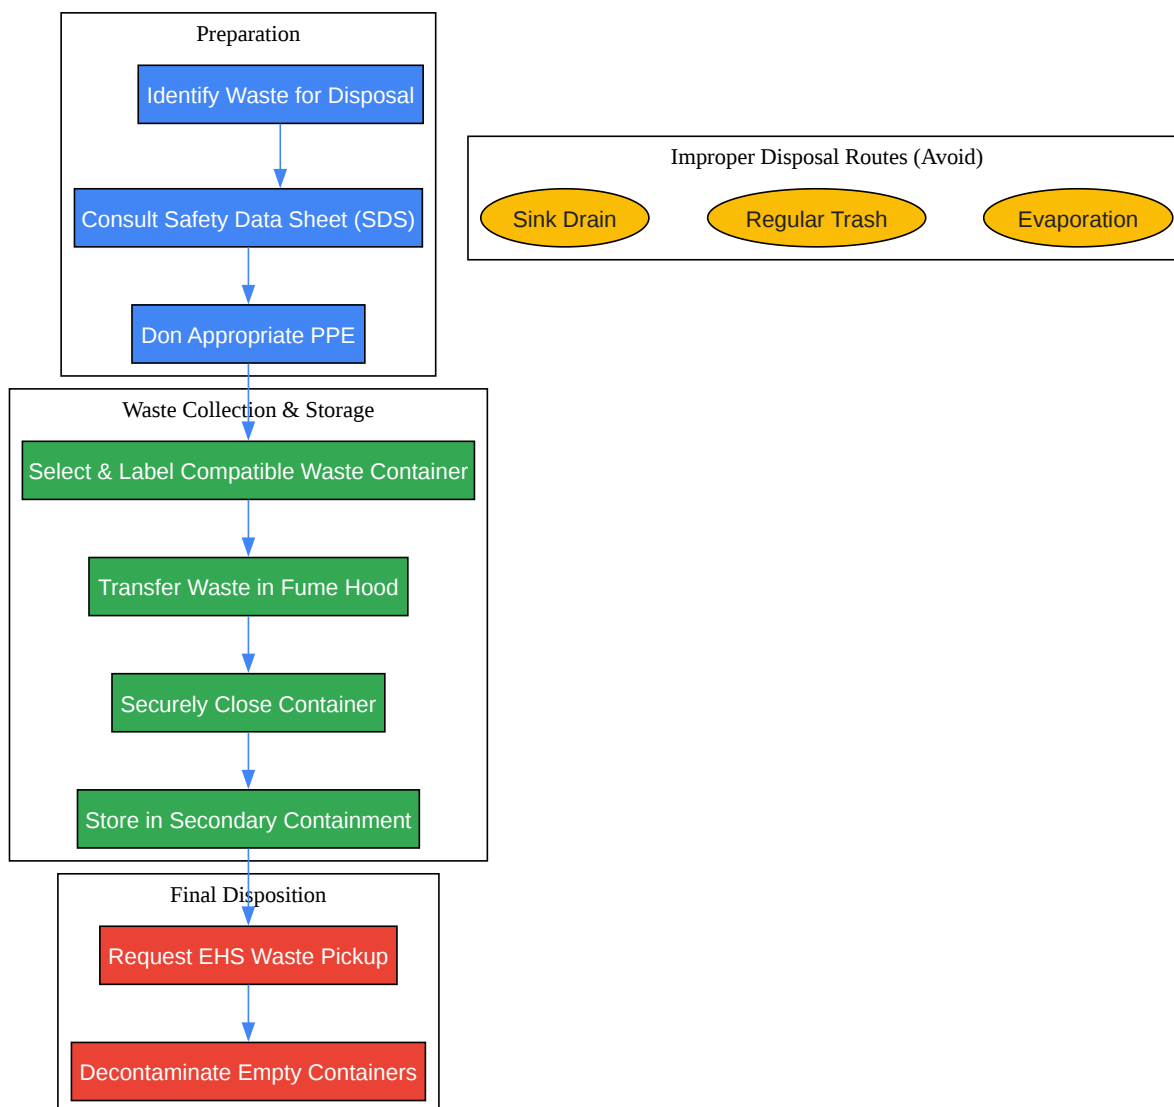 Preparation
Identify Waste for Disposal
Consult Safety Data Sheet (SDS)
Don Appropriate PPE
Improper Disposal Routes (Avoid)
Sink Drain
Regular Trash
Evaporation
Waste Collection & Storage
Select & Label Compatible Waste Container
Transfer Waste in Fume Hood
Securely Close Container
Store in Secondary Containment
Final Disposition
Request EHS Waste Pickup
Decontaminate Empty Containers